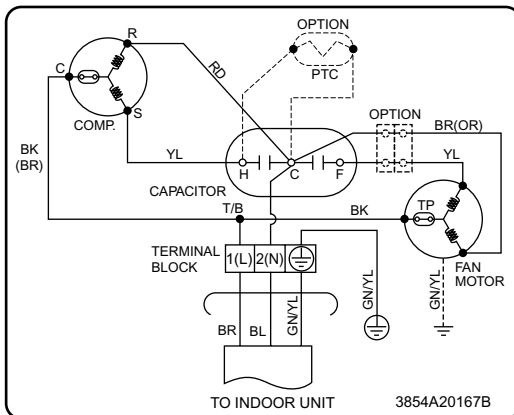 OPTION
R
RD
PTC
C
S
COMP.
OPTION
BR(OR)
BK
(BR)
YL
H
C
F
YL
CAPACITOR
T/B
BK
TP
TERMINAL
BLOCK
1(L)
2(N)
FAN
MOTOR
GN/YL
GN/YL
BR
BL
GN/YL
TO INDOOR UNIT
3854A20167B